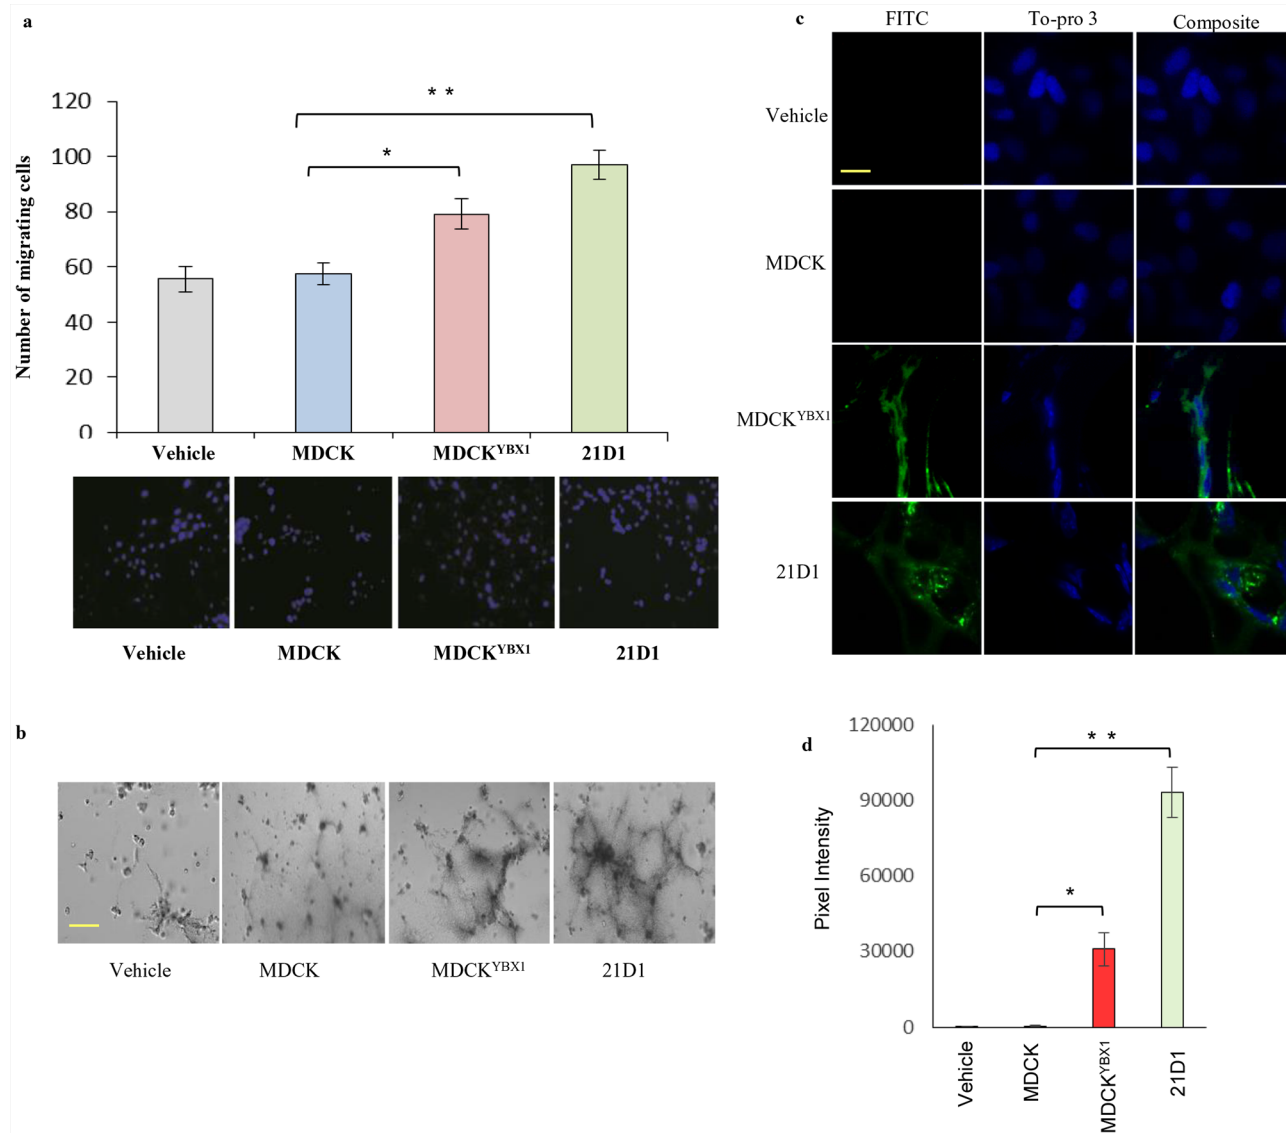 a
Number of migrating cells
120
100
80
60
40
20
0
* *
*
Vehicle MDCK MDCKYBX1 21D1
Vehicle MDCK MDCKYBX1 21D1
b
Vehicle MDCK MDCKYBX1 21D1
c
FITC To-pro 3 Composite
Vehicle
MDCK
MDCKYBX1
21D1
d
Pixel Intensity
120000
90000
60000
30000
0
* *
*
Vehicle
MDCK
MDCKYBX1
21D1